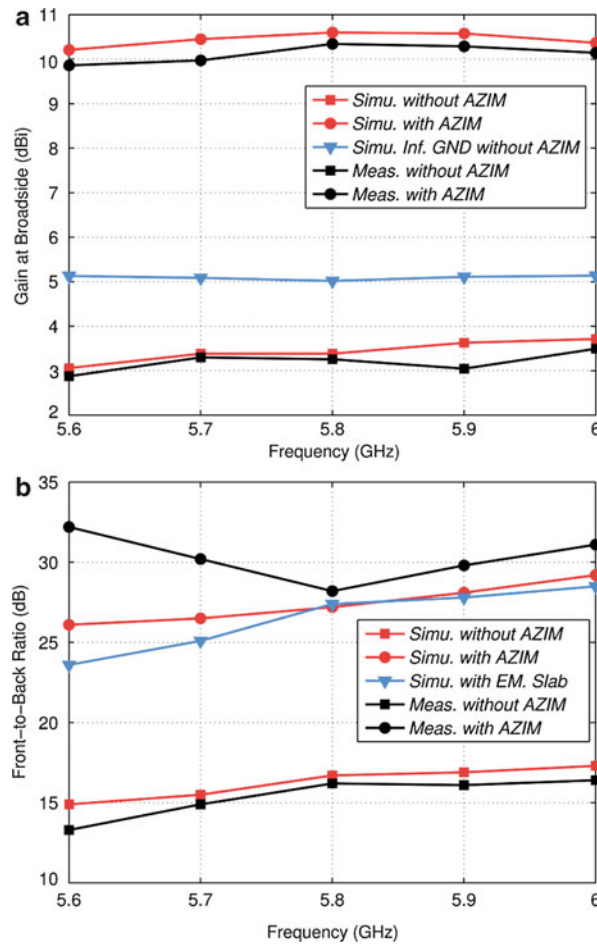 a
11
10
9
8
7
6
5
4
3
2
Gain at Broadside (dBi)
Simu. without AZIM
Simu. with AZIM
Simu. Inf. GND without AZIM
Meas. without AZIM
Meas. with AZIM
5.6 5.7 5.8 5.9 6
Frequency (GHz)
b
35
30
25
20
15
10
Front-to-Back Ratio (dB)
Simu. without AZIM
Simu. with AZIM
Simu. with EM. Slab
Meas. without AZIM
Meas. with AZIM
5.6 5.7 5.8 5.9 6
Frequency (GHz)